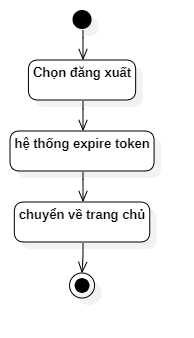 Chọn đăng xuất
hệ thống expire token
chuyển về trang chủ